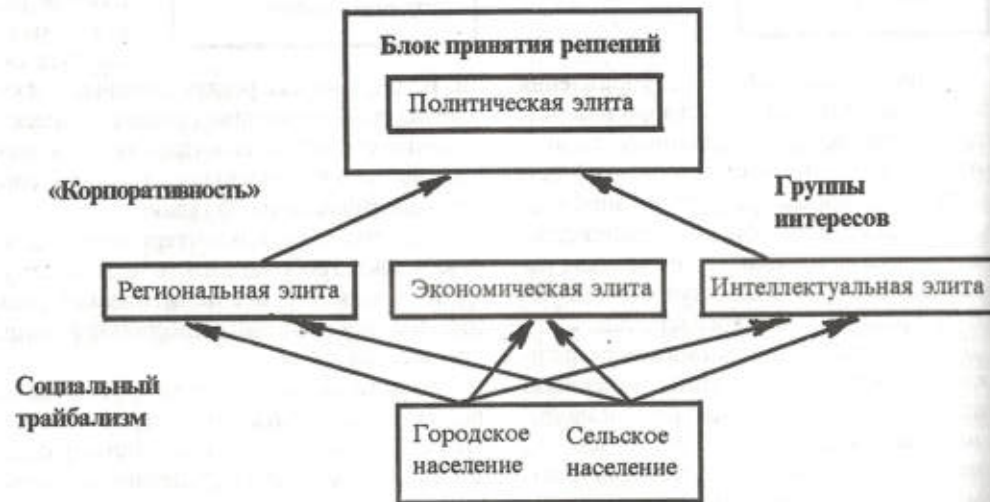 Блок принятия решений
Политическая элита
«Корпоративность»
Группы
интересов
Региональная элита
Экономическая элита
Интеллектуальная элита
Социальный
трайбализм
Городское
население
Сельское
население